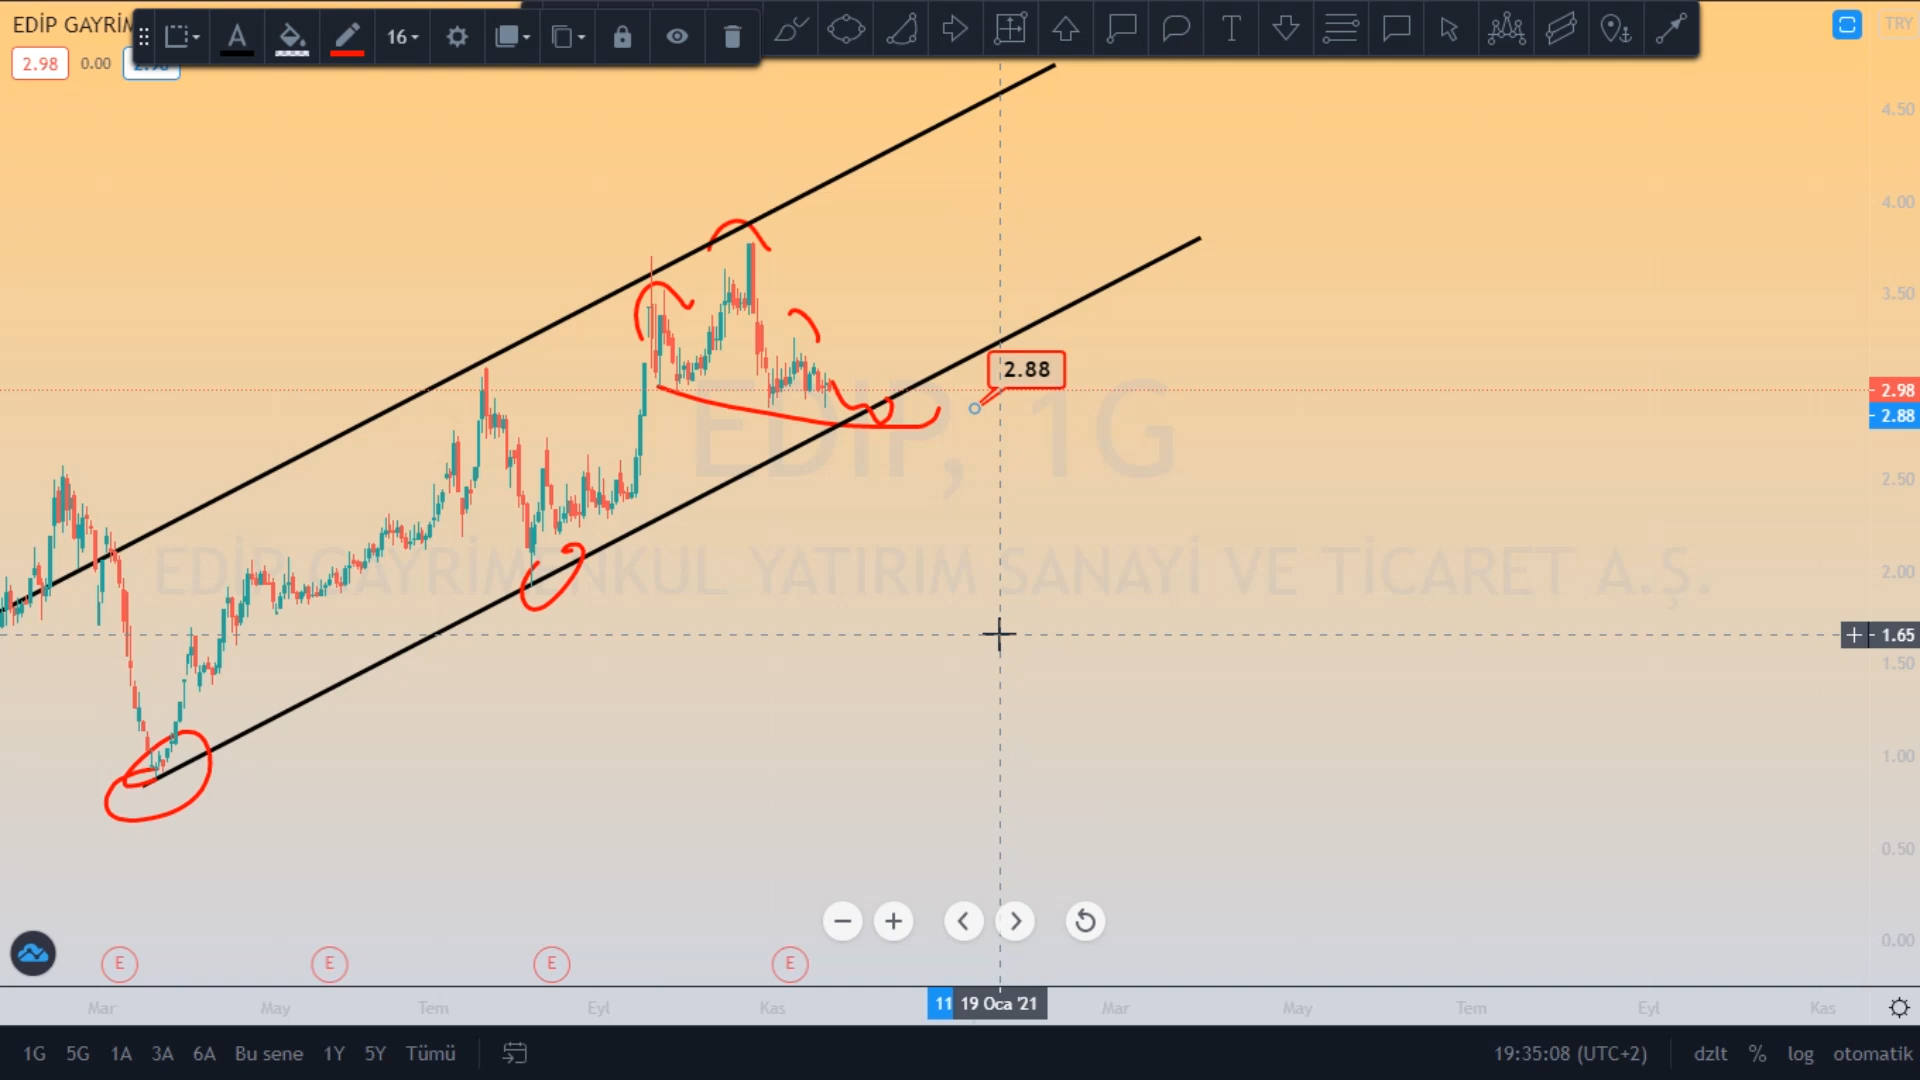 EDİP GAYRİM
TRY
16
T
2.98
0.00
4.50
4.00
3.50
2.88
2.98
2.88
EDİP, 1G
2.50
EDİP GAYRİMENKUL YATIRIM SANAYİ VE TİCARET A.Ş.
2.00
1.65
1.50
1.00
0.50
0.00
E E E E
Mar May Tem Eyl Kas 11 19 Oca '21 Mar May Tem Eyl Kas
1G 5G 1A 3A 6A Bu sene 1Y 5Y Tümü 19:35:08 (UTC+2) dzlt % log otomatik